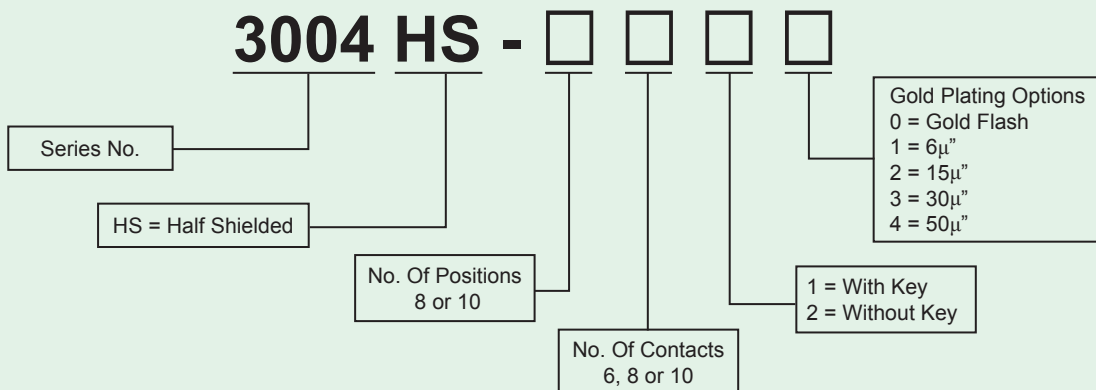 3004 HS - □ □ □ □
Series No.
HS = Half Shielded
No. Of Positions
8 or 10
No. Of Contacts
6, 8 or 10
1 = With Key
2 = Without Key
Gold Plating Options
0 = Gold Flash
1 = 6µ”
2 = 15µ”
3 = 30µ”
4 = 50µ”